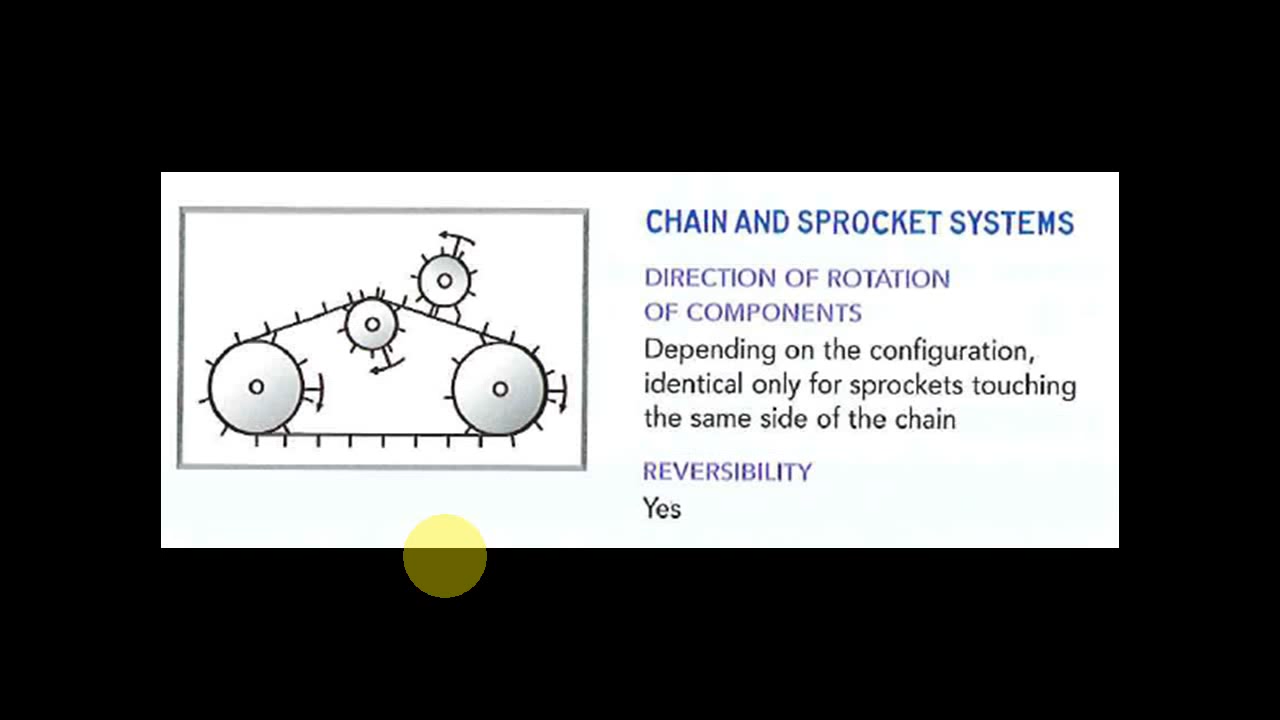 CHAIN AND SPROCKET SYSTEMS
DIRECTION OF ROTATION
OF COMPONENTS
Depending on the configuration,
identical only for sprockets touching
the same side of the chain
REVERSIBILITY
Yes